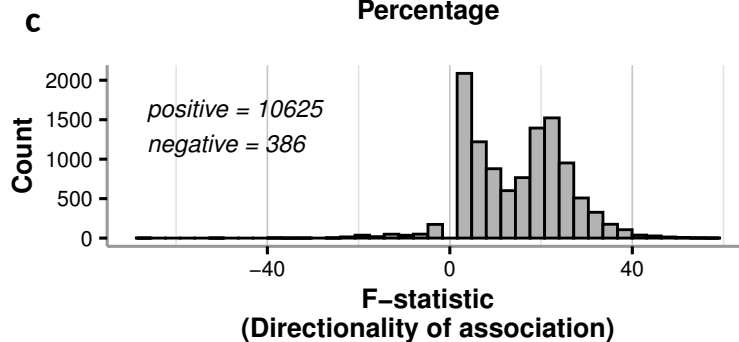 Percentage
c
2000
1500
1000
500
0
Count
positive = 10625
negative = 386
−40
0
40
F−statistic
(Directionality of association)